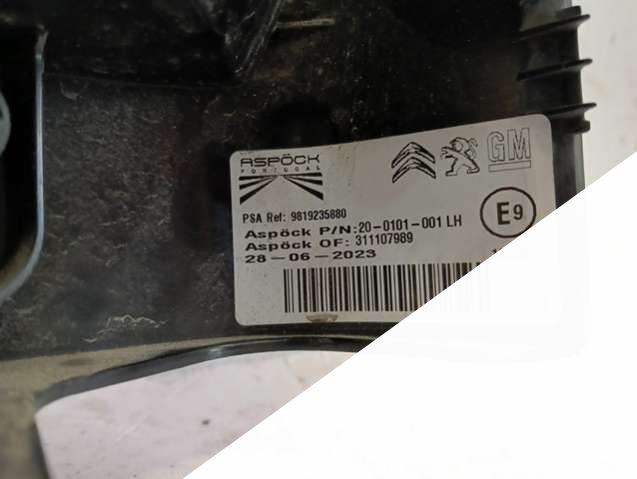 ASPÖCK
PORTUGAL
GM
PSA Ref: 9819235880
Aspöck P/N:20-0101-001 LH
Aspöck OF: 311107989
28-06-2023
E9